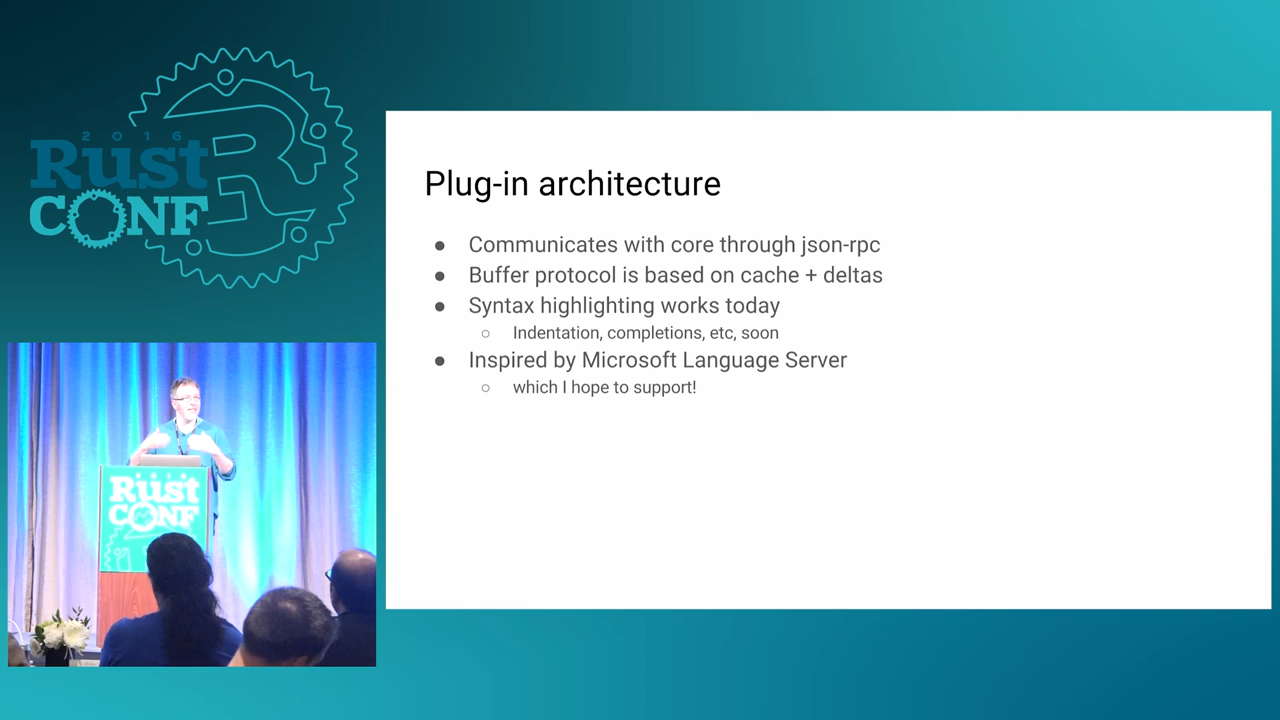 2016
Rust
CONF
Plug-in architecture
● Communicates with core through json-rpc
● Buffer protocol is based on cache + deltas
● Syntax highlighting works today
○ Indentation, completions, etc, soon
● Inspired by Microsoft Language Server
○ which I hope to support!
2016
Rust
CONF